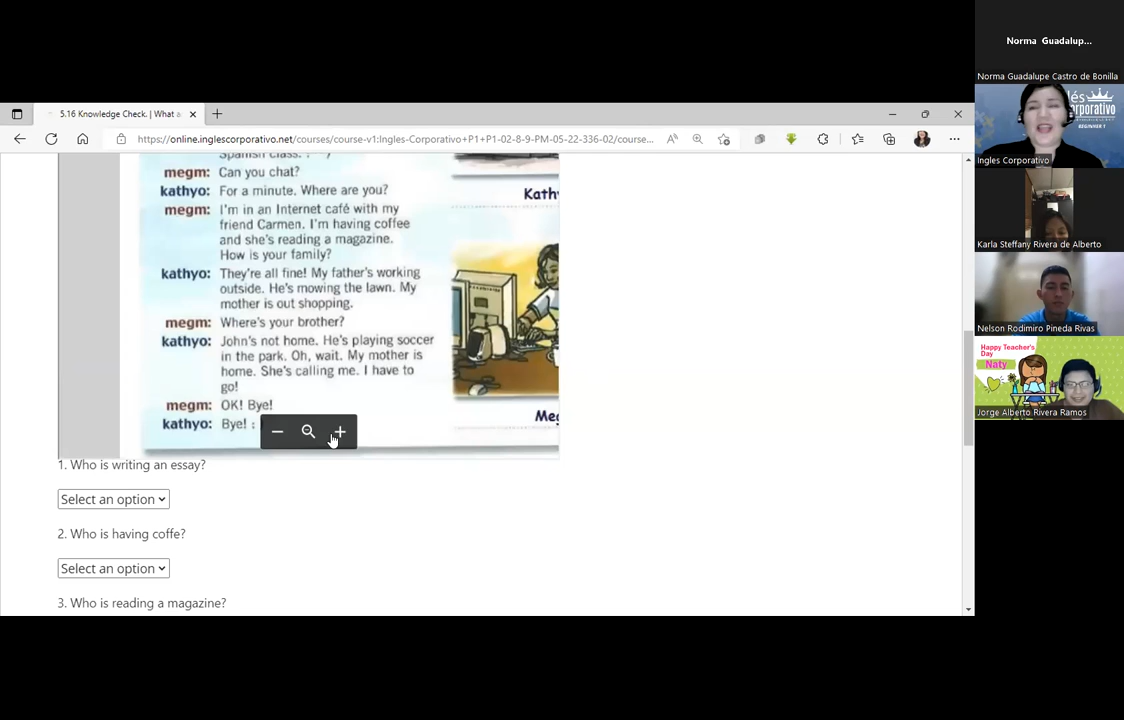 Norma Guadalup...
Norma Guadalupe Castro de Bonilla
5.16 Knowledge Check. | What a
https://online.inglescorporativo.net/courses/course-v1:Ingles-Corporativo+P1+P1-02-8-9-PM-05-22-336-02/course...
Spanish class. : )
megm: Can you chat?
kathyo: For a minute. Where are you?
megm: I'm in an Internet café with my
friend Carmen. I'm having coffee
and she's reading a magazine.
How is your family?
kathyo: They're all fine! My father's working
outside. He's mowing the lawn. My
mother is out shopping.
megm: Where's your brother?
kathyo: John's not home. He's playing soccer
in the park. Oh, wait. My mother is
home. She's calling me. I have to
go!
megm: OK! Bye!
kathyo: Bye! :
Kathy
Meg
1. Who is writing an essay?
Select an option
2. Who is having coffe?
Select an option
3. Who is reading a magazine?
és
rporativo
BEGINNER 1
Ingles Corporativo
Karla Steffany Rivera de Alberto
Nelson Rodimiro Pineda Rivas
Happy Teacher's
Day
Naty
Jorge Alberto Rivera Ramos